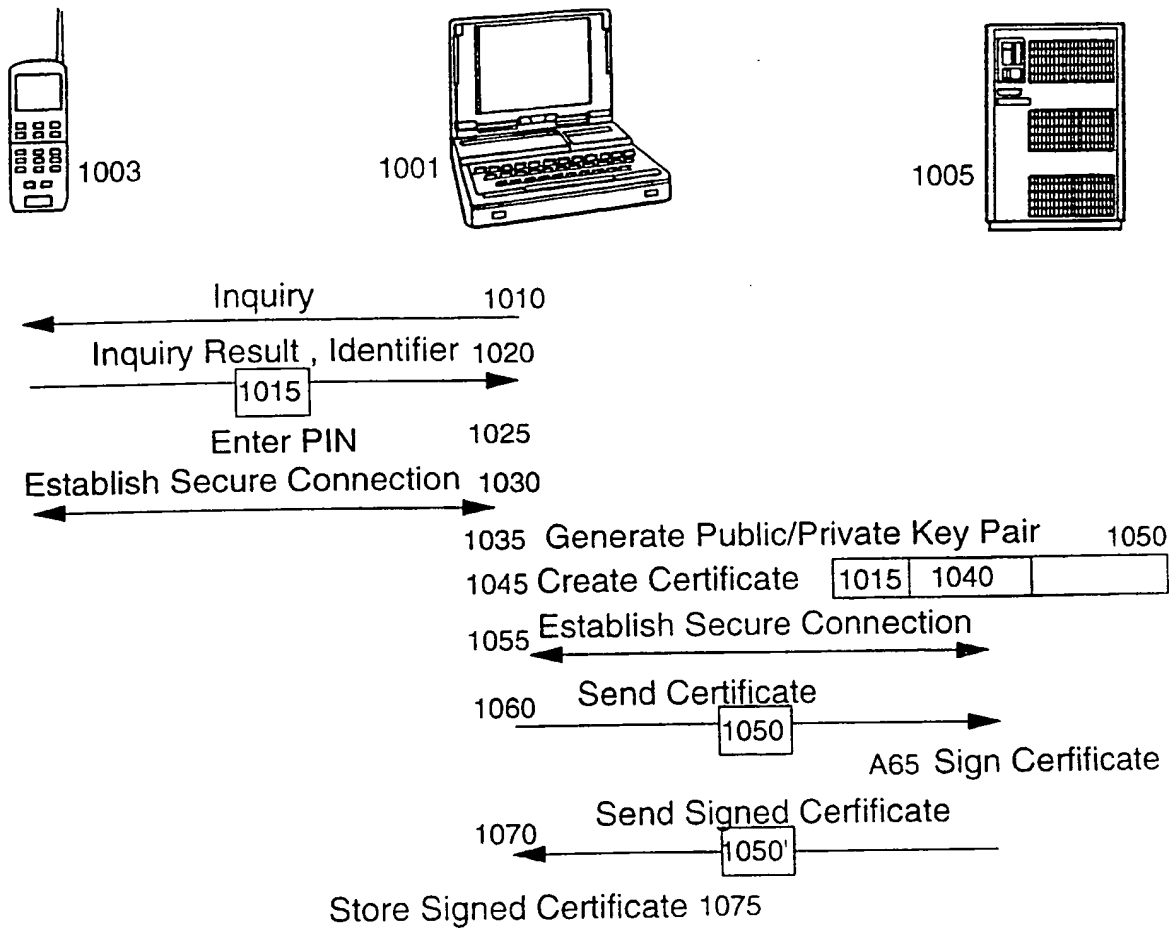 1003
1001
1005
Inquiry 1010
Inquiry Result , Identifier 1020
1015
Enter PIN 1025
Establish Secure Connection 1030
1035 Generate Public/Private Key Pair 1050
1045 Create Certificate 1015 1040
1055 Establish Secure Connection
1060 Send Certificate
1050
A65 Sign Cerfificate
Send Signed Cerfificate
1070
1050'
Store Signed Certificate 1075